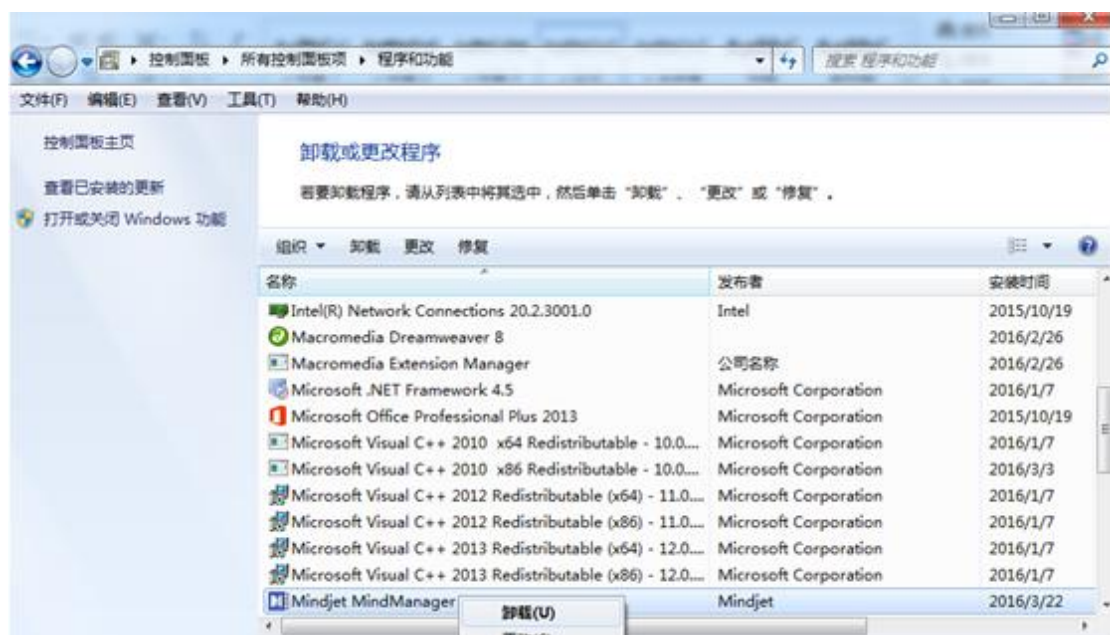 控制面板 ▸ 所有控制面板项 ▸ 程序和功能 搜索 程序和功能
文件(F) 编辑(E) 查看(V) 工具(T) 帮助(H)
控制面板主页
查看已安装的更新
打开或关闭 Windows 功能
卸载或更改程序
若要卸载程序，请从列表中将其选中，然后单击“卸载”、“更改”或“修复”。
组织 卸载 更改 修复
名称 发布者 安装时间
Intel(R) Network Connections 20.2.3001.0 Intel 2015/10/19
Macromedia Dreamweaver 8 2016/2/26
Macromedia Extension Manager 公司名称 2016/2/26
Microsoft .NET Framework 4.5 Microsoft Corporation 2016/1/7
Microsoft Office Professional Plus 2013 Microsoft Corporation 2015/10/19
Microsoft Visual C++ 2010 x64 Redistributable - 10.0.... Microsoft Corporation 2016/1/7
Microsoft Visual C++ 2010 x86 Redistributable - 10.0.... Microsoft Corporation 2016/3/3
Microsoft Visual C++ 2012 Redistributable (x64) - 11.0.... Microsoft Corporation 2016/1/7
Microsoft Visual C++ 2012 Redistributable (x86) - 11.0.... Microsoft Corporation 2016/1/7
Microsoft Visual C++ 2013 Redistributable (x64) - 12.0.... Microsoft Corporation 2016/1/7
Microsoft Visual C++ 2013 Redistributable (x86) - 12.0.... Microsoft Corporation 2016/1/7
Mindjet MindManager Mindjet 2016/3/22
卸载(U)